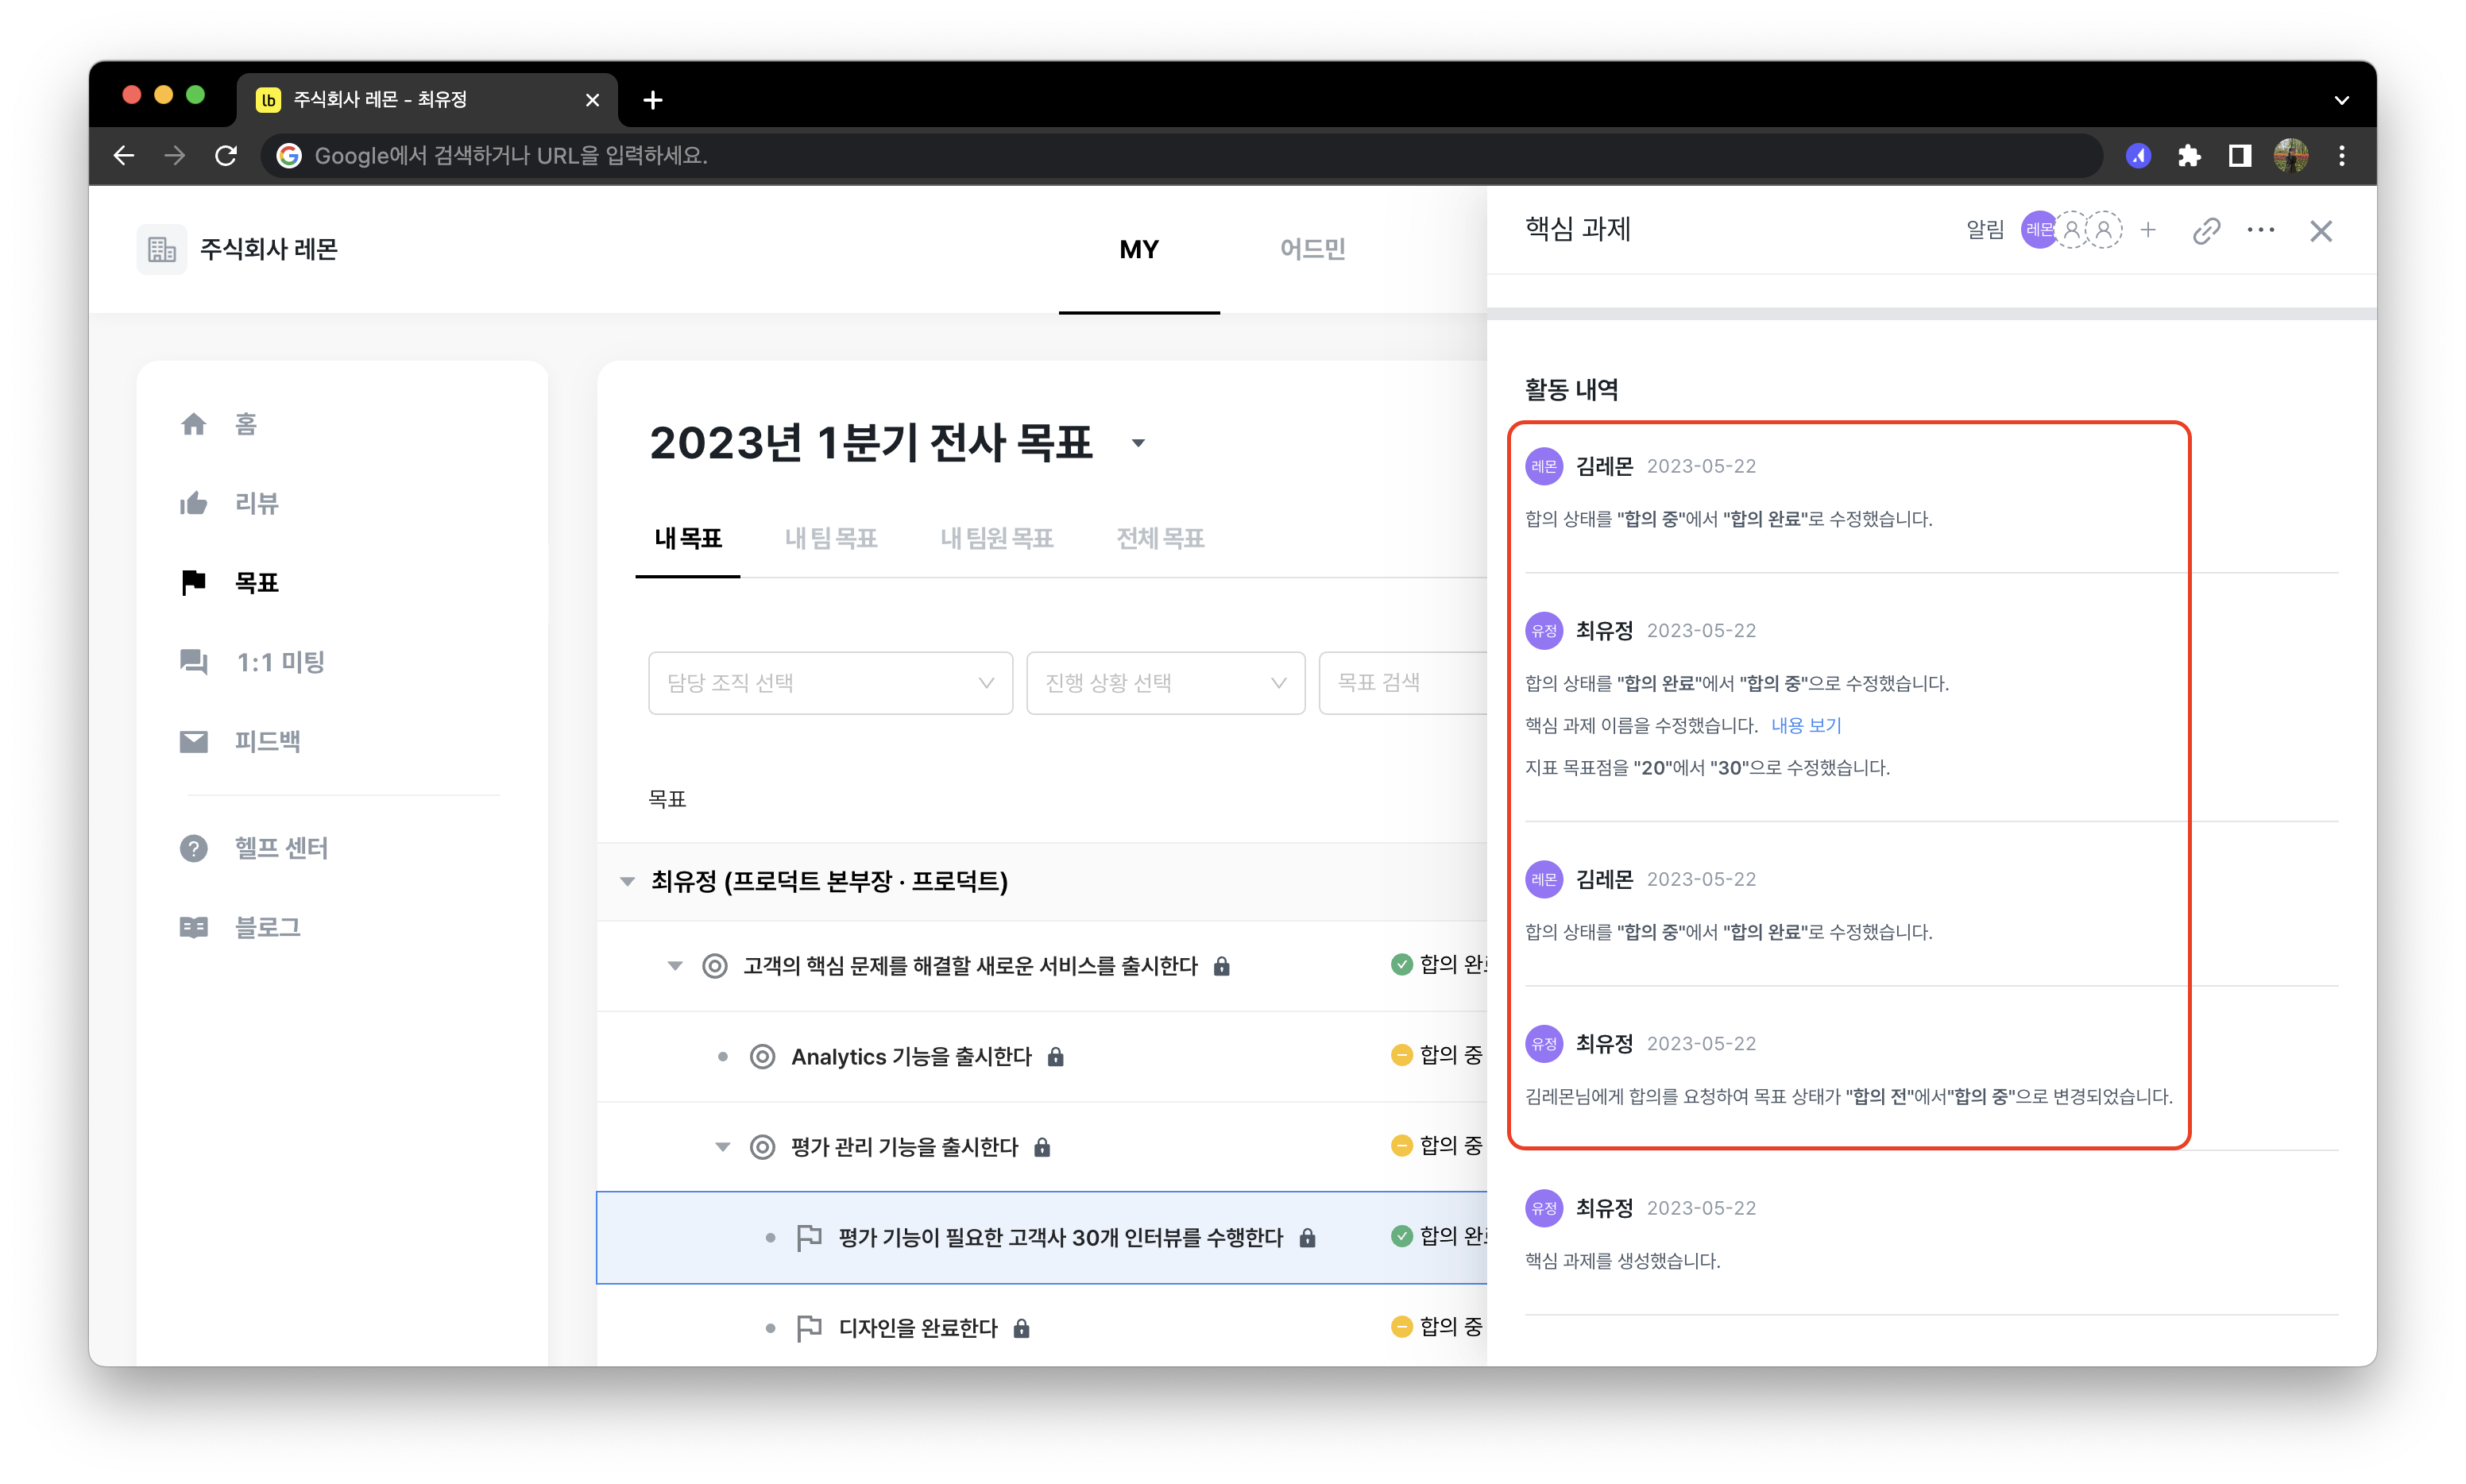 lb 주식회사 레몬 - 최유정
Google에서 검색하거나 URL을 입력하세요.
주식회사 레몬
MY
어드민
홈
리뷰
목표
1:1 미팅
피드백
헬프 센터
블로그
2023년 1분기 전사 목표
내 목표 내 팀 목표 내 팀원 목표 전체 목표
담당 조직 선택 진행 상황 선택 목표 검색
목표
최유정 (프로덕트 본부장 · 프로덕트)
고객의 핵심 문제를 해결할 새로운 서비스를 출시한다 합의 완료
Analytics 기능을 출시한다 합의 중
평가 관리 기능을 출시한다 합의 중
평가 기능이 필요한 고객사 30개 인터뷰를 수행한다 합의 완료
디자인을 완료한다 합의 중
핵심 과제
알림 레몬
활동 내역
레몬 김레몬 2023-05-22
합의 상태를 "합의 중"에서 "합의 완료"로 수정했습니다.
유정 최유정 2023-05-22
합의 상태를 "합의 완료"에서 "합의 중"으로 수정했습니다.
핵심 과제 이름을 수정했습니다. 내용 보기
지표 목표점을 "20"에서 "30"으로 수정했습니다.
레몬 김레몬 2023-05-22
합의 상태를 "합의 중"에서 "합의 완료"로 수정했습니다.
유정 최유정 2023-05-22
김레몬님에게 합의를 요청하여 목표 상태가 "합의 전"에서"합의 중"으로 변경되었습니다.
유정 최유정 2023-05-22
핵심 과제를 생성했습니다.